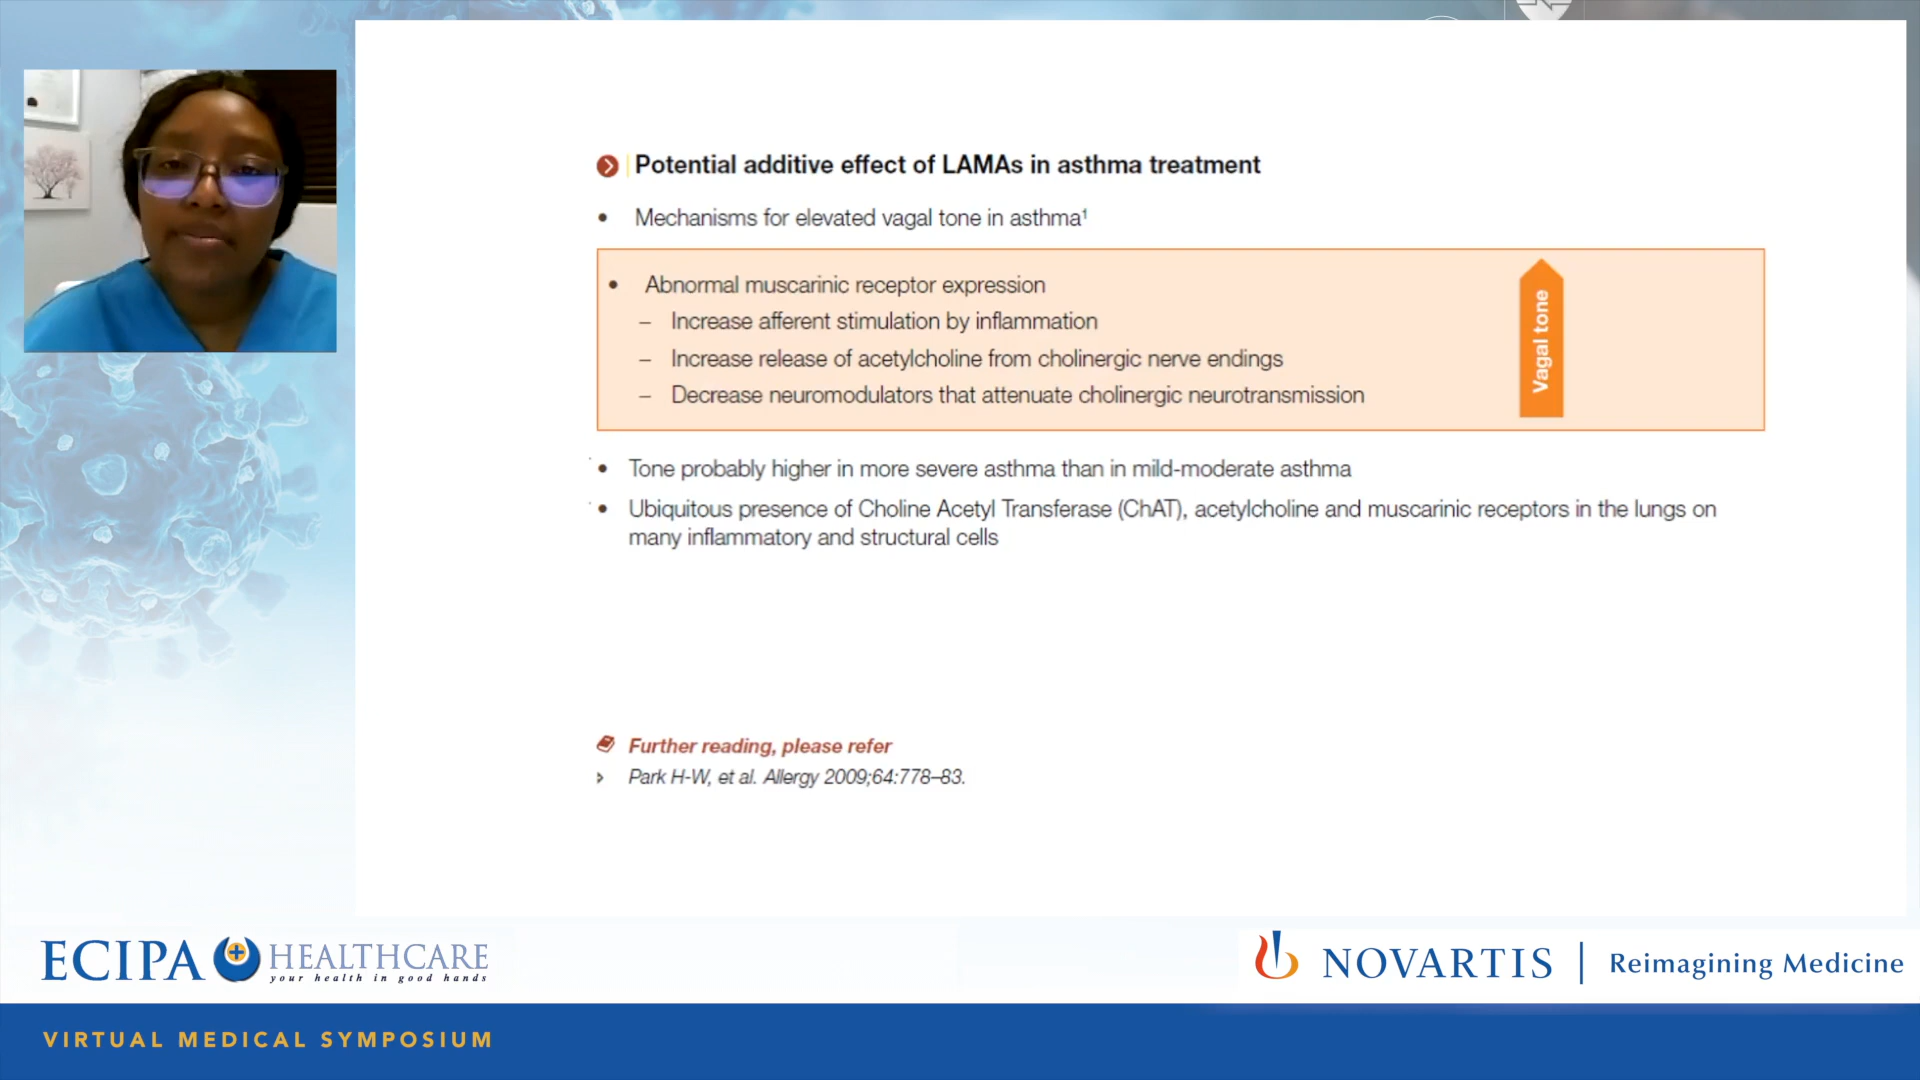 Potential additive effect of LAMAs in asthma treatment
• Mechanisms for elevated vagal tone in asthma¹
• Abnormal muscarinic receptor expression
– Increase afferent stimulation by inflammation
– Increase release of acetylcholine from cholinergic nerve endings
– Decrease neuromodulators that attenuate cholinergic neurotransmission
Vagal tone
• Tone probably higher in more severe asthma than in mild-moderate asthma
• Ubiquitous presence of Choline Acetyl Transferase (ChAT), acetylcholine and muscarinic receptors in the lungs on
many inflammatory and structural cells
Further reading, please refer
Park H-W, et al. Allergy 2009;64:778–83.
ECIPA HEALTHCARE
your health in good hands
NOVARTIS | Reimagining Medicine
VIRTUAL MEDICAL SYMPOSIUM